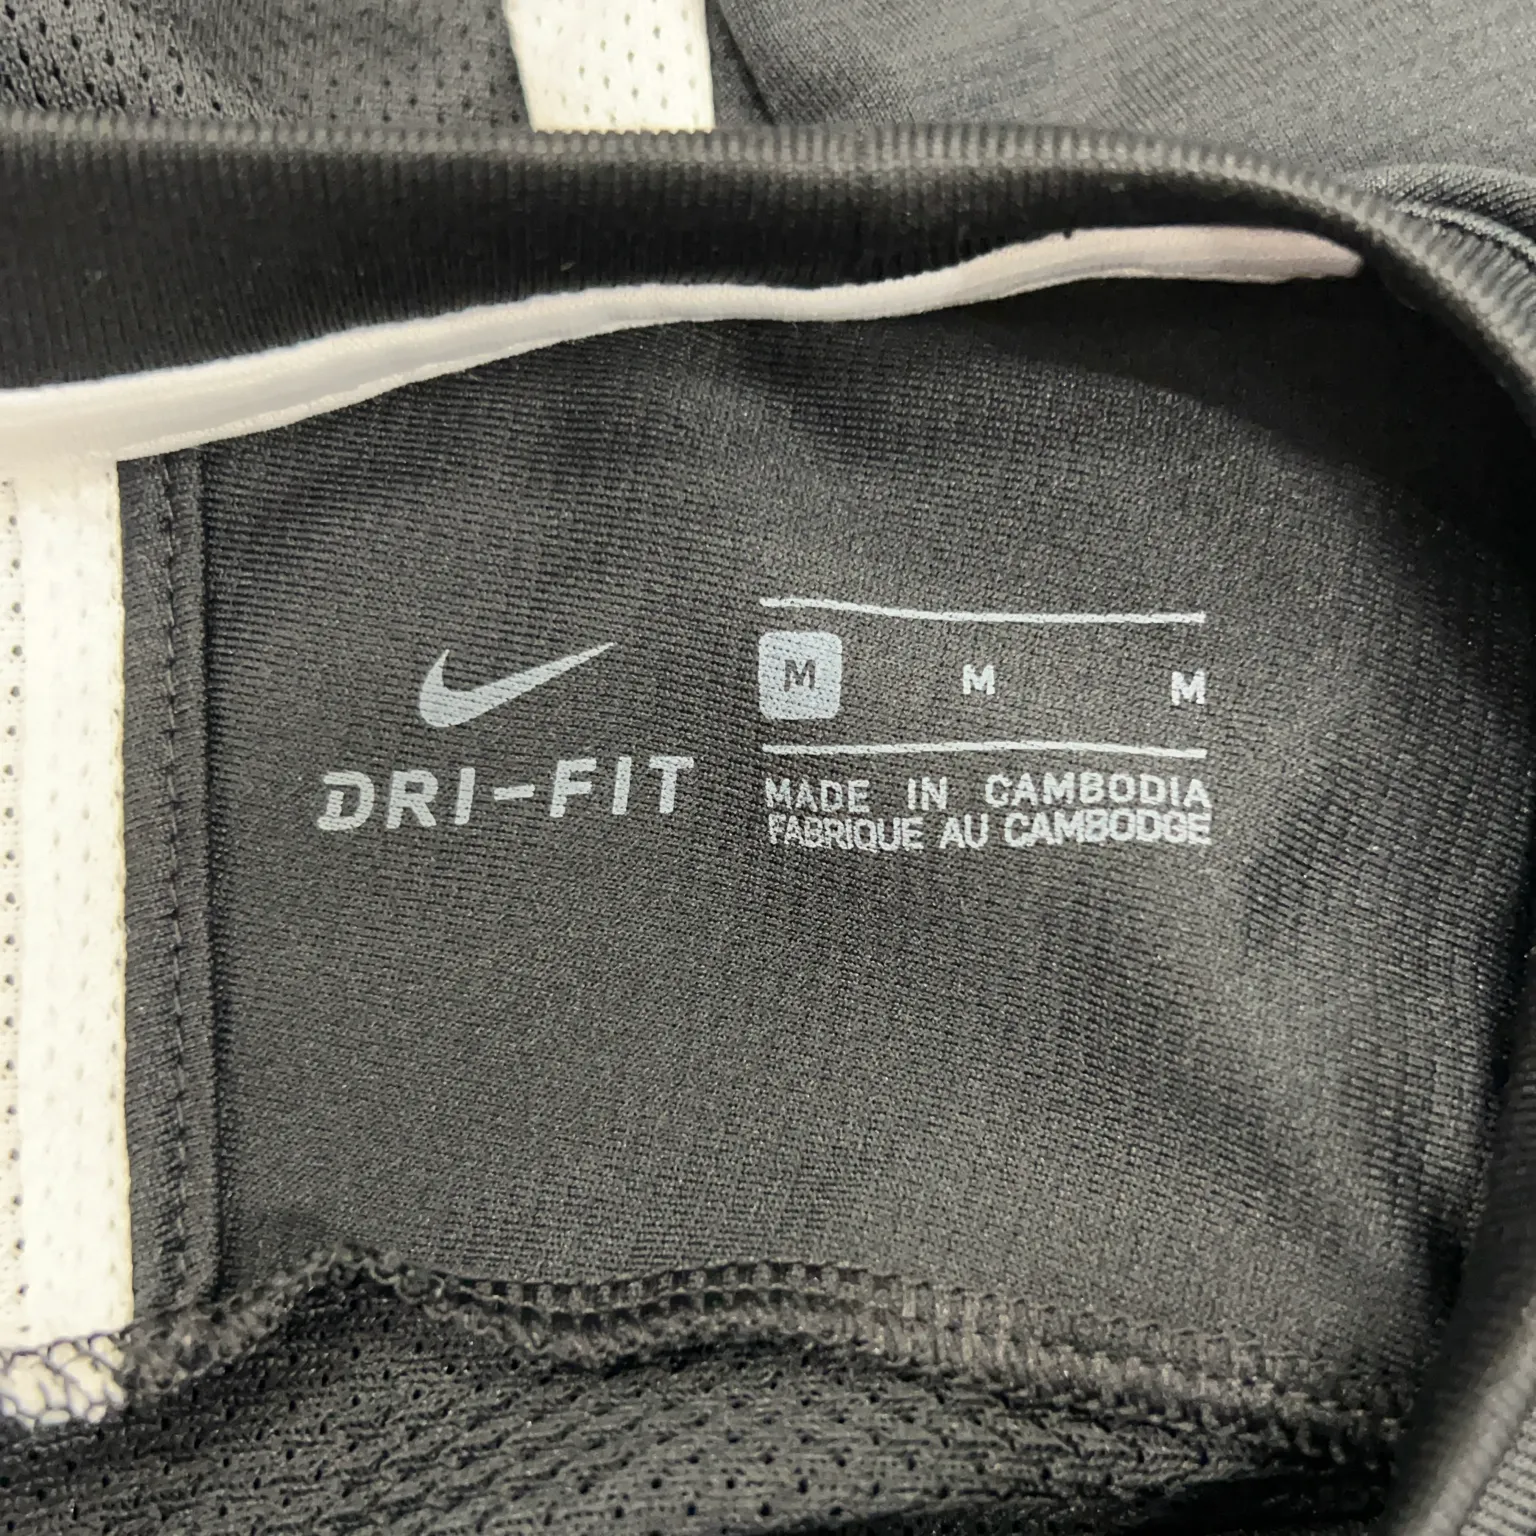 DRI-FIT
M M M
MADE IN CAMBODIA
FABRIQUE AU CAMBODGE